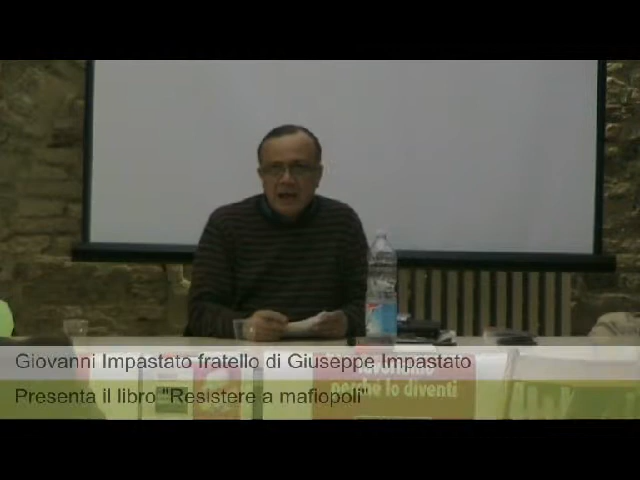 Giovanni Impastato fratello di Giuseppe Impastato
Presenta il libro "Resistere a mafiopoli"
perche lo diventi